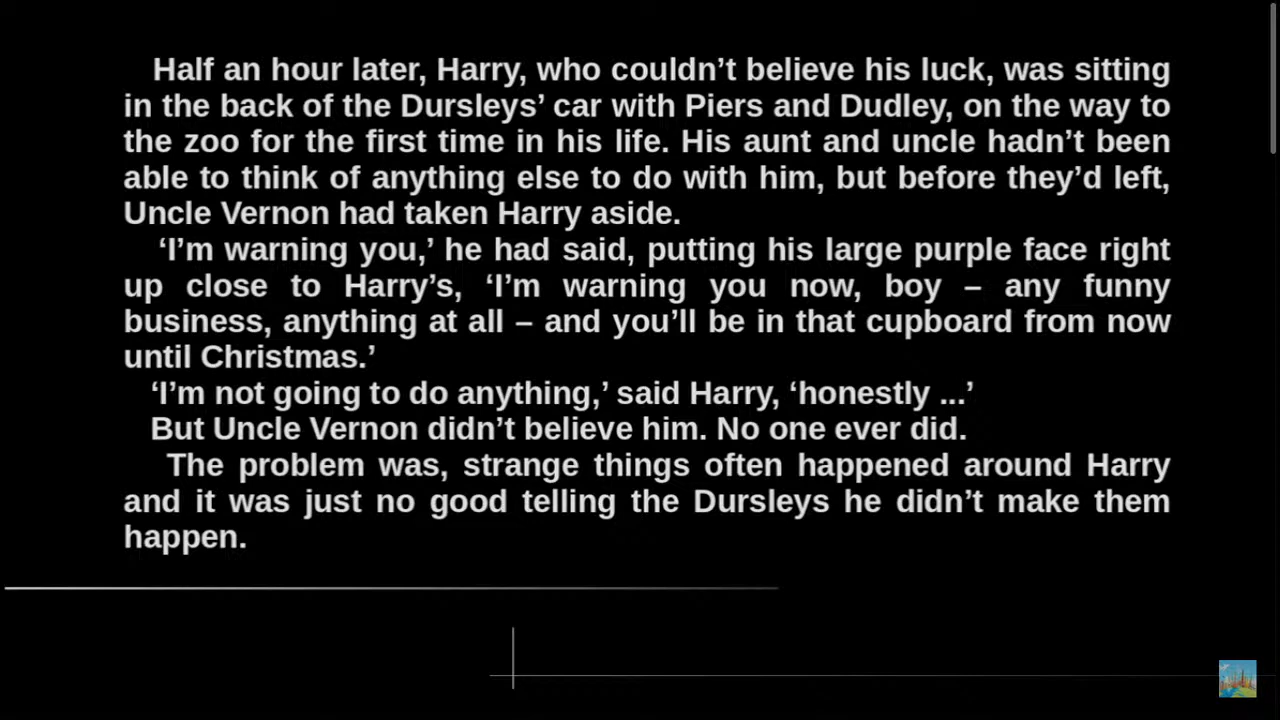 Half an hour later, Harry, who couldn’t believe his luck, was sitting
in the back of the Dursleys’ car with Piers and Dudley, on the way to
the zoo for the first time in his life. His aunt and uncle hadn’t been
able to think of anything else to do with him, but before they’d left,
Uncle Vernon had taken Harry aside.
‘I’m warning you,’ he had said, putting his large purple face right
up close to Harry’s, ‘I’m warning you now, boy – any funny
business, anything at all – and you’ll be in that cupboard from now
until Christmas.’
‘I’m not going to do anything,’ said Harry, ‘honestly ...’
But Uncle Vernon didn’t believe him. No one ever did.
The problem was, strange things often happened around Harry
and it was just no good telling the Dursleys he didn’t make them
happen.